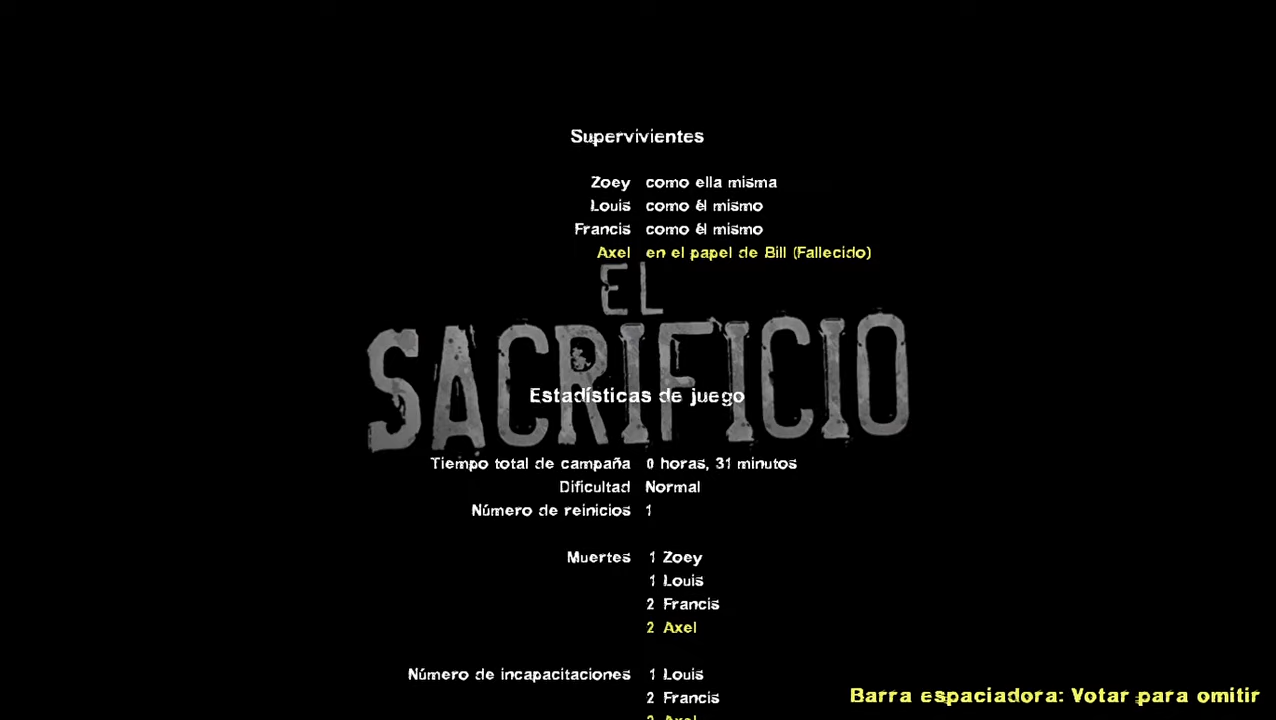 Supervivientes
Zoey como ella misma
Louis como él mismo
Francis como él mismo
Axel en el papel de Bill (Fallecido)
EL
SACRIFICIO
Estadísticas de juego
Tiempo total de campaña 0 horas, 31 minutos
Dificultad Normal
Número de reinicios 1
Muertes 1 Zoey
1 Louis
2 Francis
2 Axel
Número de incapacitaciones 1 Louis
2 Francis
2 Axel
Barra espaciadora: Votar para omitir